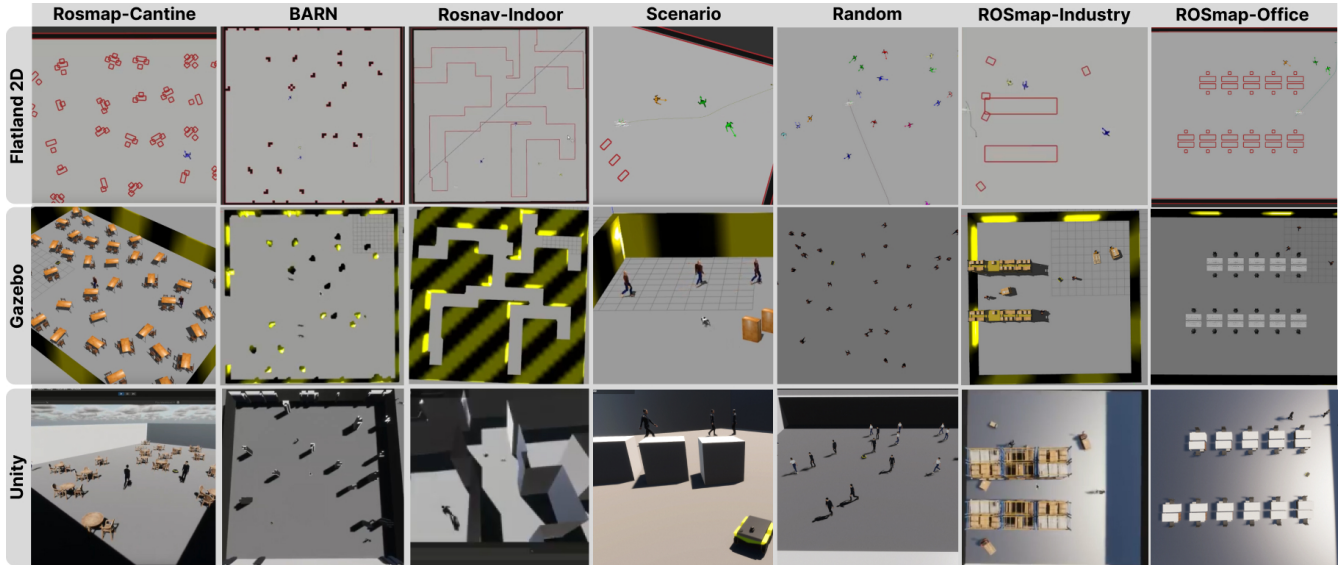 Rosmap-Cantine
BARN
Rosnav-Indoor
Scenario
Random
ROSmap-Industry
ROSmap-Office
Flatland 2D
Gazebo
Unity